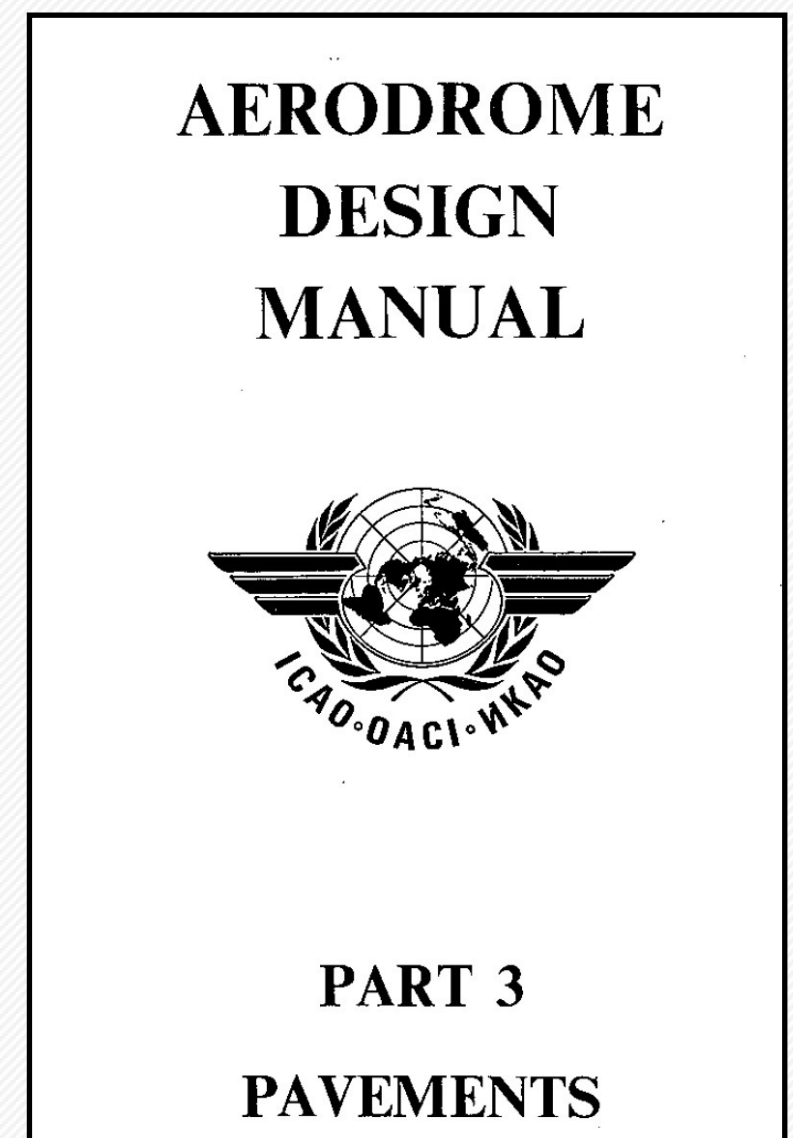 AERODROME
DESIGN
MANUAL
ICAO·OACI·ИКАО
PART 3
PAVEMENTS